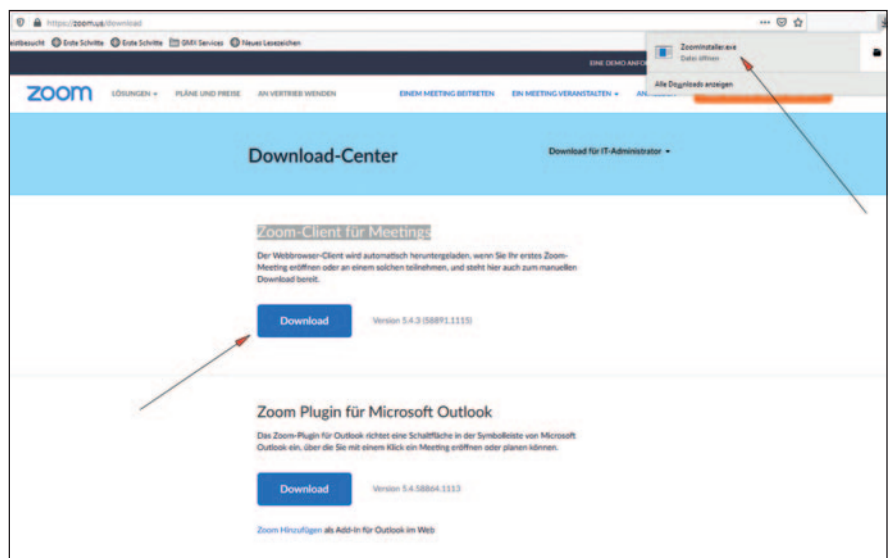 https://zoom.us/download
Erste Schritte Erste Schritte GMX Services Neues Lesezeichen
EINE DEMO
ZoomInstaller.exe
Datei öffnen
Alle Downloads anzeigen
zoom LÖSUNGEN PLÄNE UND PREISE AN VERTRIEB WENDEN EINEM MEETING BEITRETEN EIN MEETING VERANSTALTEN
Download-Center Download für IT-Administrator
Zoom-Client für Meetings
Der Webbrowser-Client wird automatisch heruntergeladen, wenn Sie Ihr erstes Zoom-
Meeting eröffnen oder an einem solchen teilnehmen, und steht hier auch zum manuellen
Download bereit.
Download Version 5.4.3 (58891.1115)
Zoom Plugin für Microsoft Outlook
Das Zoom-Plugin für Outlook richtet eine Schaltfläche in der Symbolleiste von Microsoft
Outlook ein, über die Sie mit einem Klick ein Meeting eröffnen oder planen können.
Download Version 5.4.58864.1113
Zoom Hinzufügen als Add-In für Outlook im Web